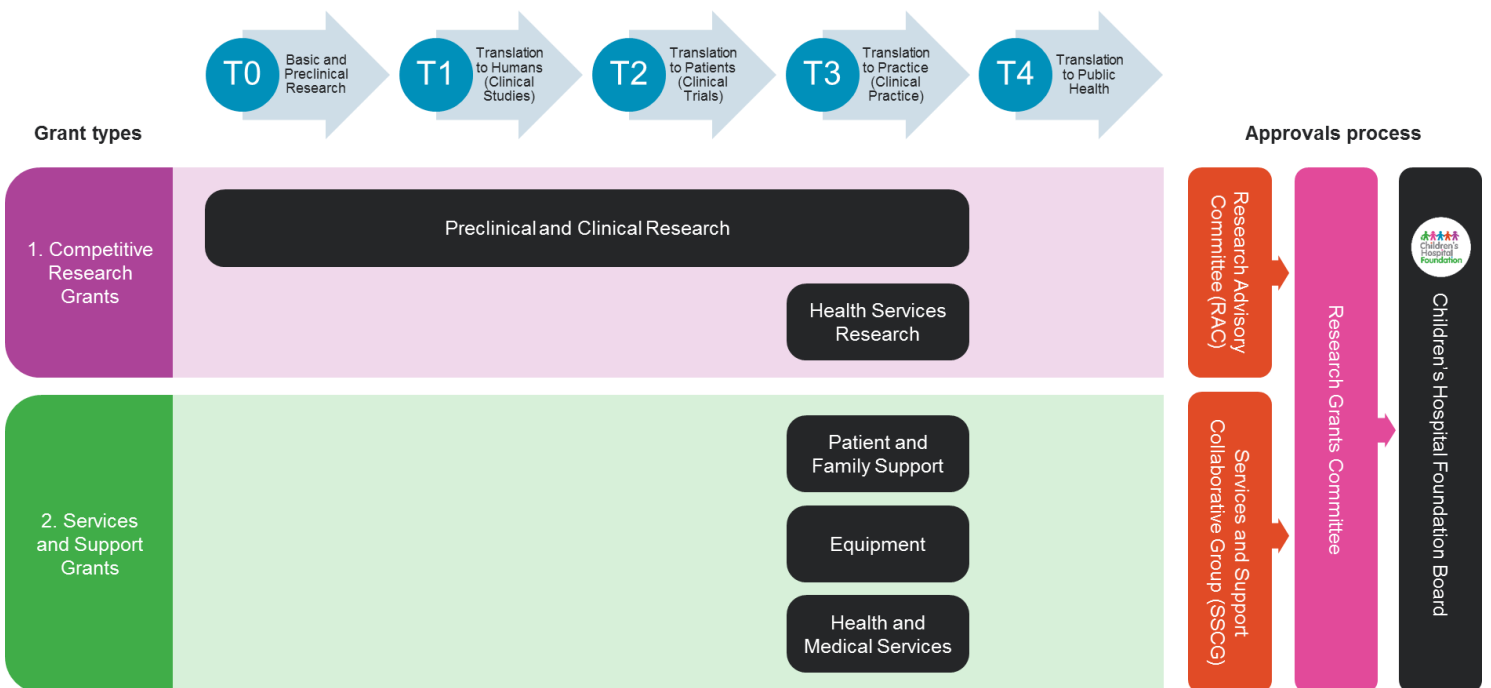 T0
Basic and
Preclinical
Research
T1
Translation
to Humans
(Clinical
Studies)
T2
Translation
to Patients
(Clinical
Trials)
T3
Translation
to Practice
(Clinical
Practice)
T4
Translation
to Public
Health
Grant types
Approvals process
1. Competitive
Research
Grants
Preclinical and Clinical Research
Health Services
Research
2. Services
and Support
Grants
Patient and
Family Support
Equipment
Health and
Medical Services
Research Advisory
Committee (RAC)
Services and Support
Collaborative Group (SSCG)
Research Grants Committee
Children's
Hospital
Foundation
Children’s Hospital Foundation Board